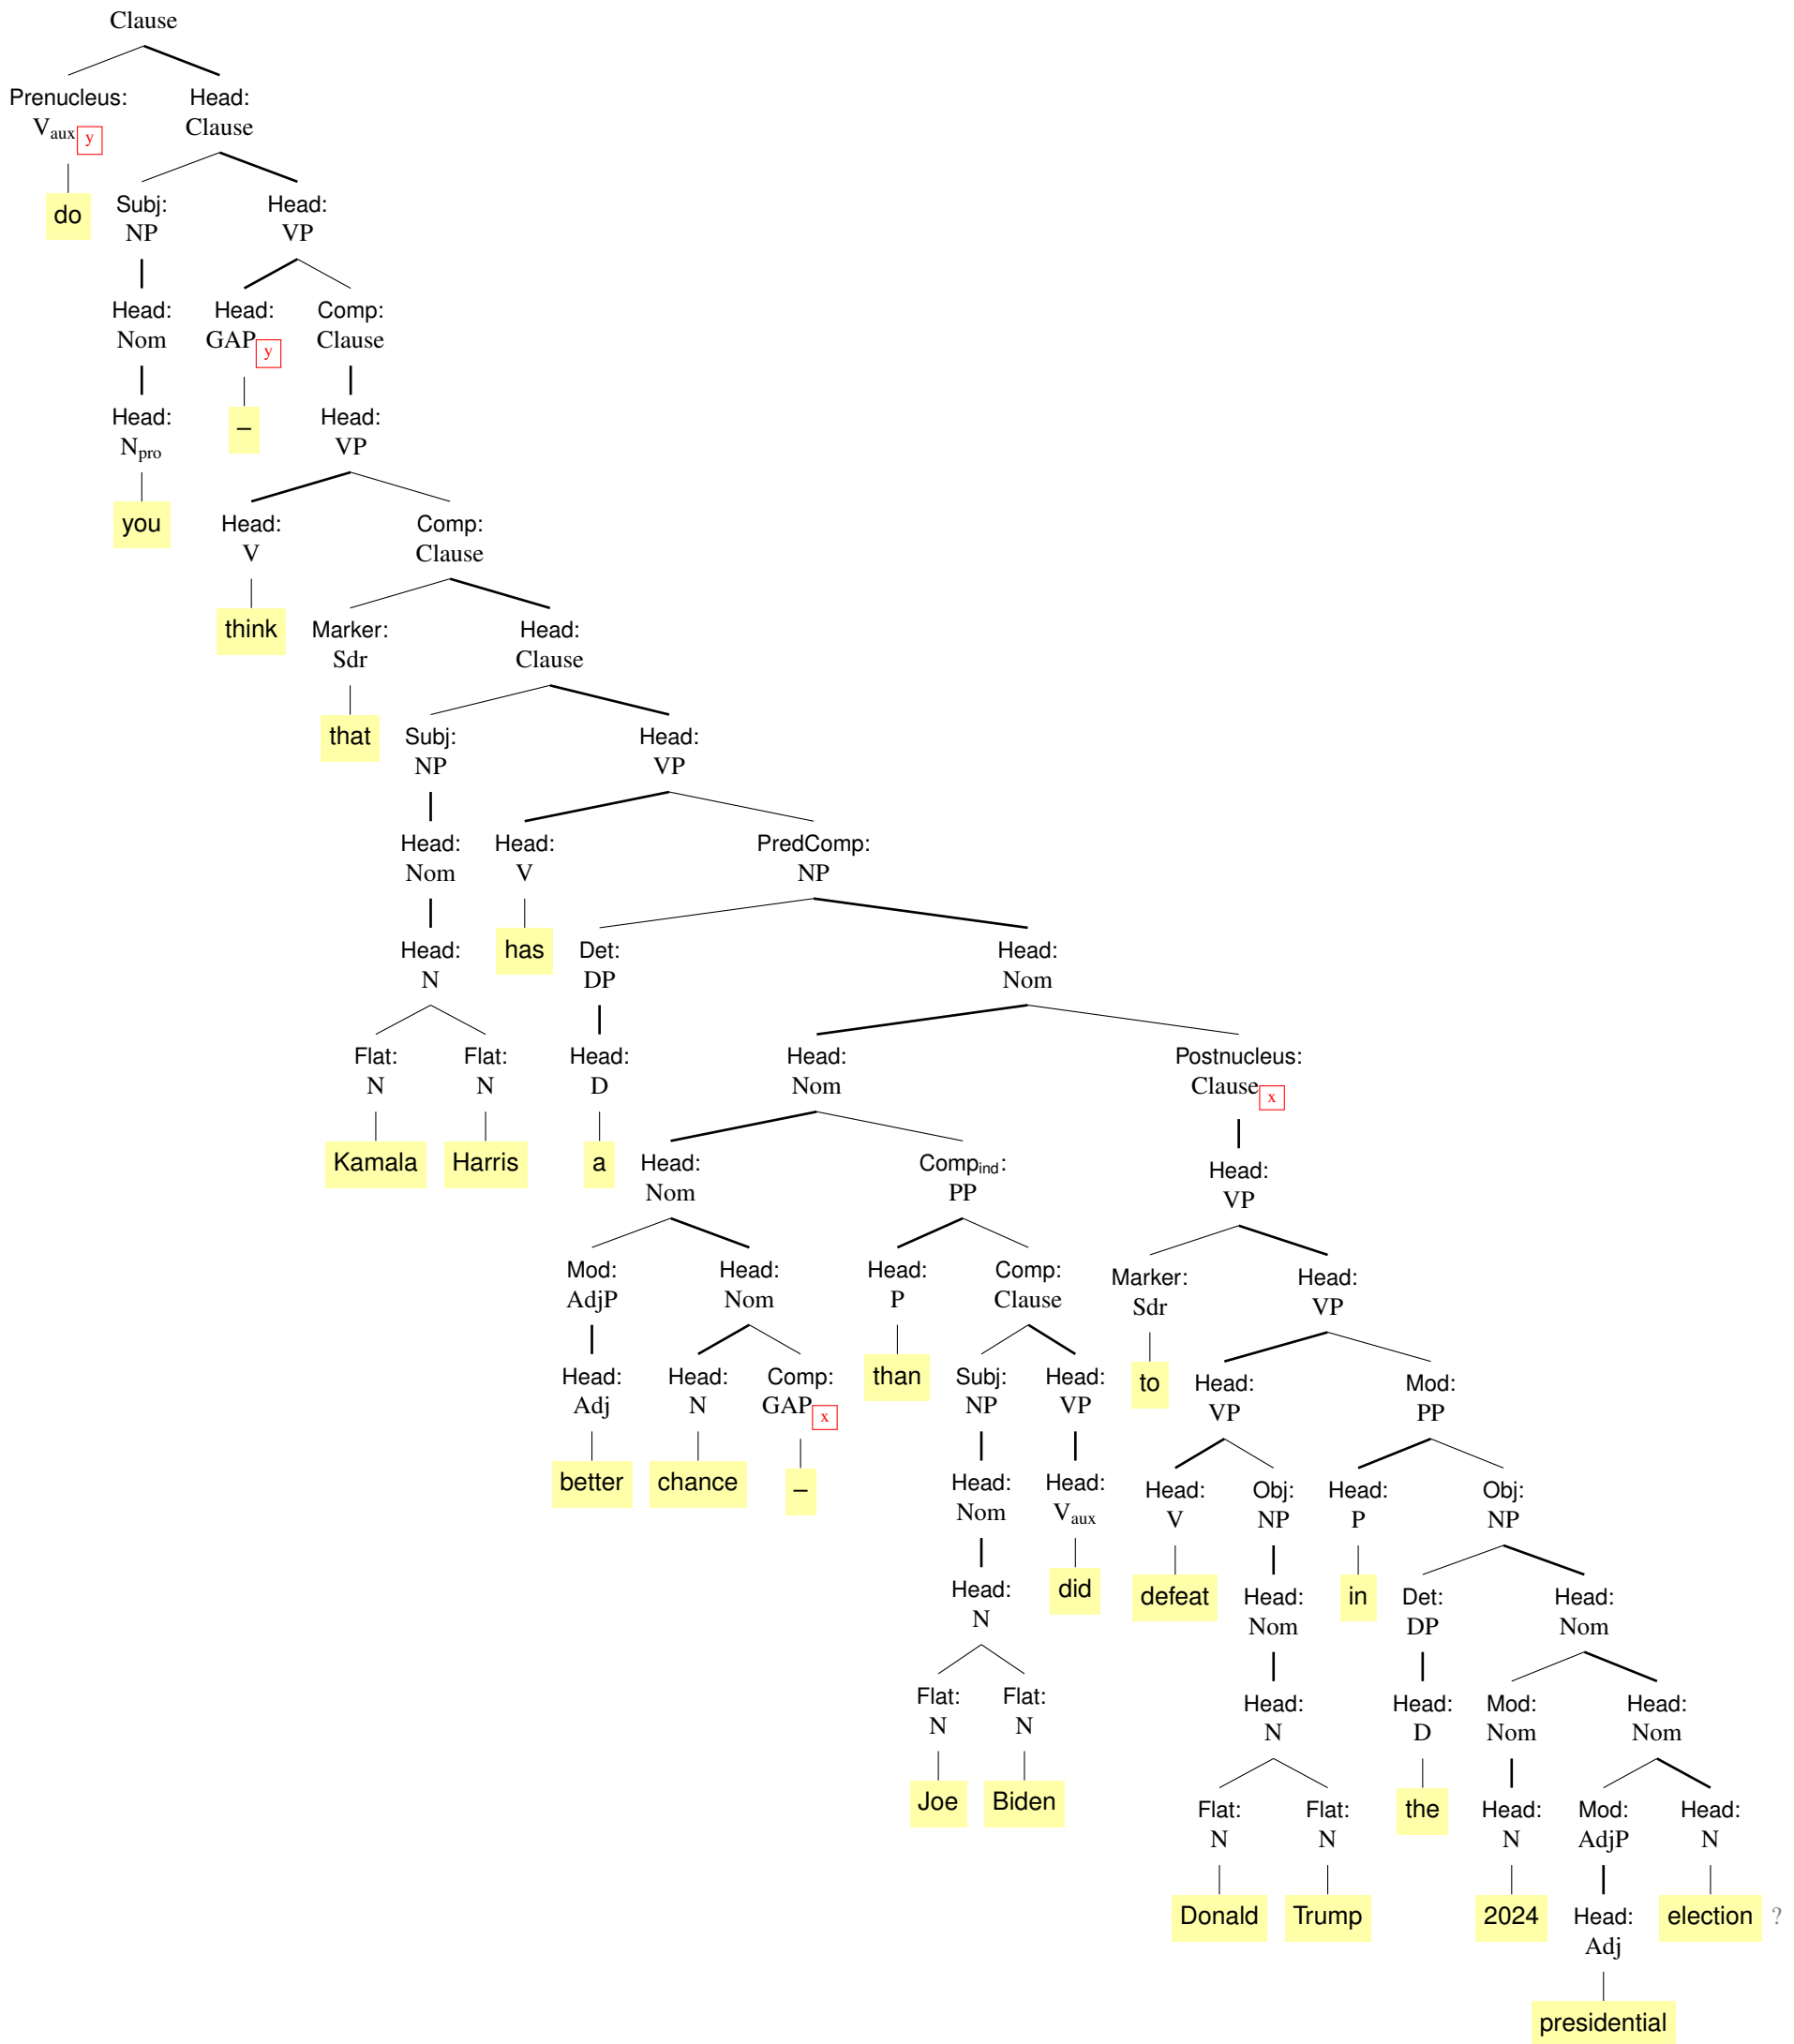 Clause
Prenucleus: Head:
Vaux y Clause
do Subj: Head:
NP VP
Head: Head: Comp:
Nom GAP y Clause
Head: – Head:
Npro VP
you Head: Comp:
V Clause
think Marker: Head:
Sdr Clause
that Subj: Head:
NP VP
Head: Head: PredComp:
Nom V NP
Head: has Det: Head:
N DP Nom
Flat: Flat: Head: Head: Postnucleus:
N N D Nom Clause x
Kamala Harris a Head: Compind: Head:
Nom PP VP
Mod: Head: Head: Comp: Marker: Head:
AdjP Nom P Clause Sdr VP
Head: Head: Comp: than Subj: Head: to Head: Mod:
Adj N GAP x NP VP VP PP
better chance – Head: Head: Head: Obj: Head: Obj:
Nom Vaux V NP P NP
Head: did defeat Head: in Det: Head:
N Nom DP Nom
Flat: Flat: Head: Head: Mod: Head:
N N N D Nom Nom
Joe Biden Flat: Flat: the Head: Mod: Head:
N N N AdjP N
Donald Trump 2024 Head: election ?
Adj
presidential